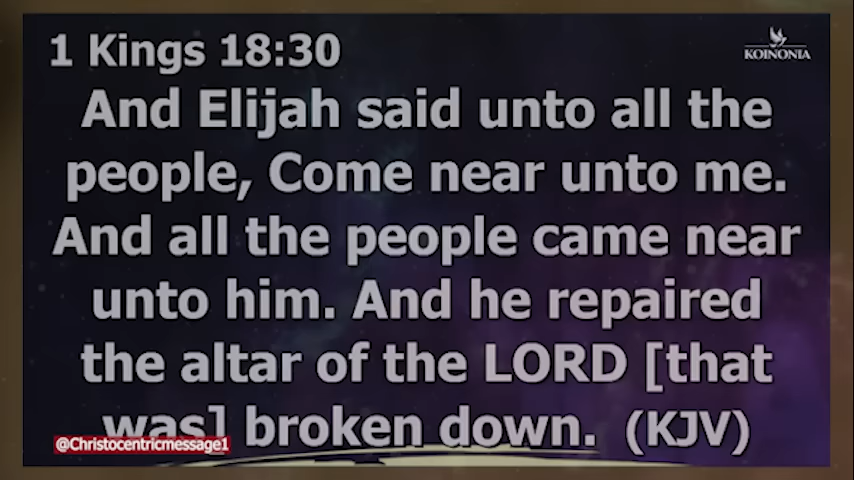 1 Kings 18:30
KOINONIA
And Elijah said unto all the
people, Come near unto me.
And all the people came near
unto him. And he repaired
the altar of the LORD [that
was] broken down. (KJV)
@Christocentricmessage1